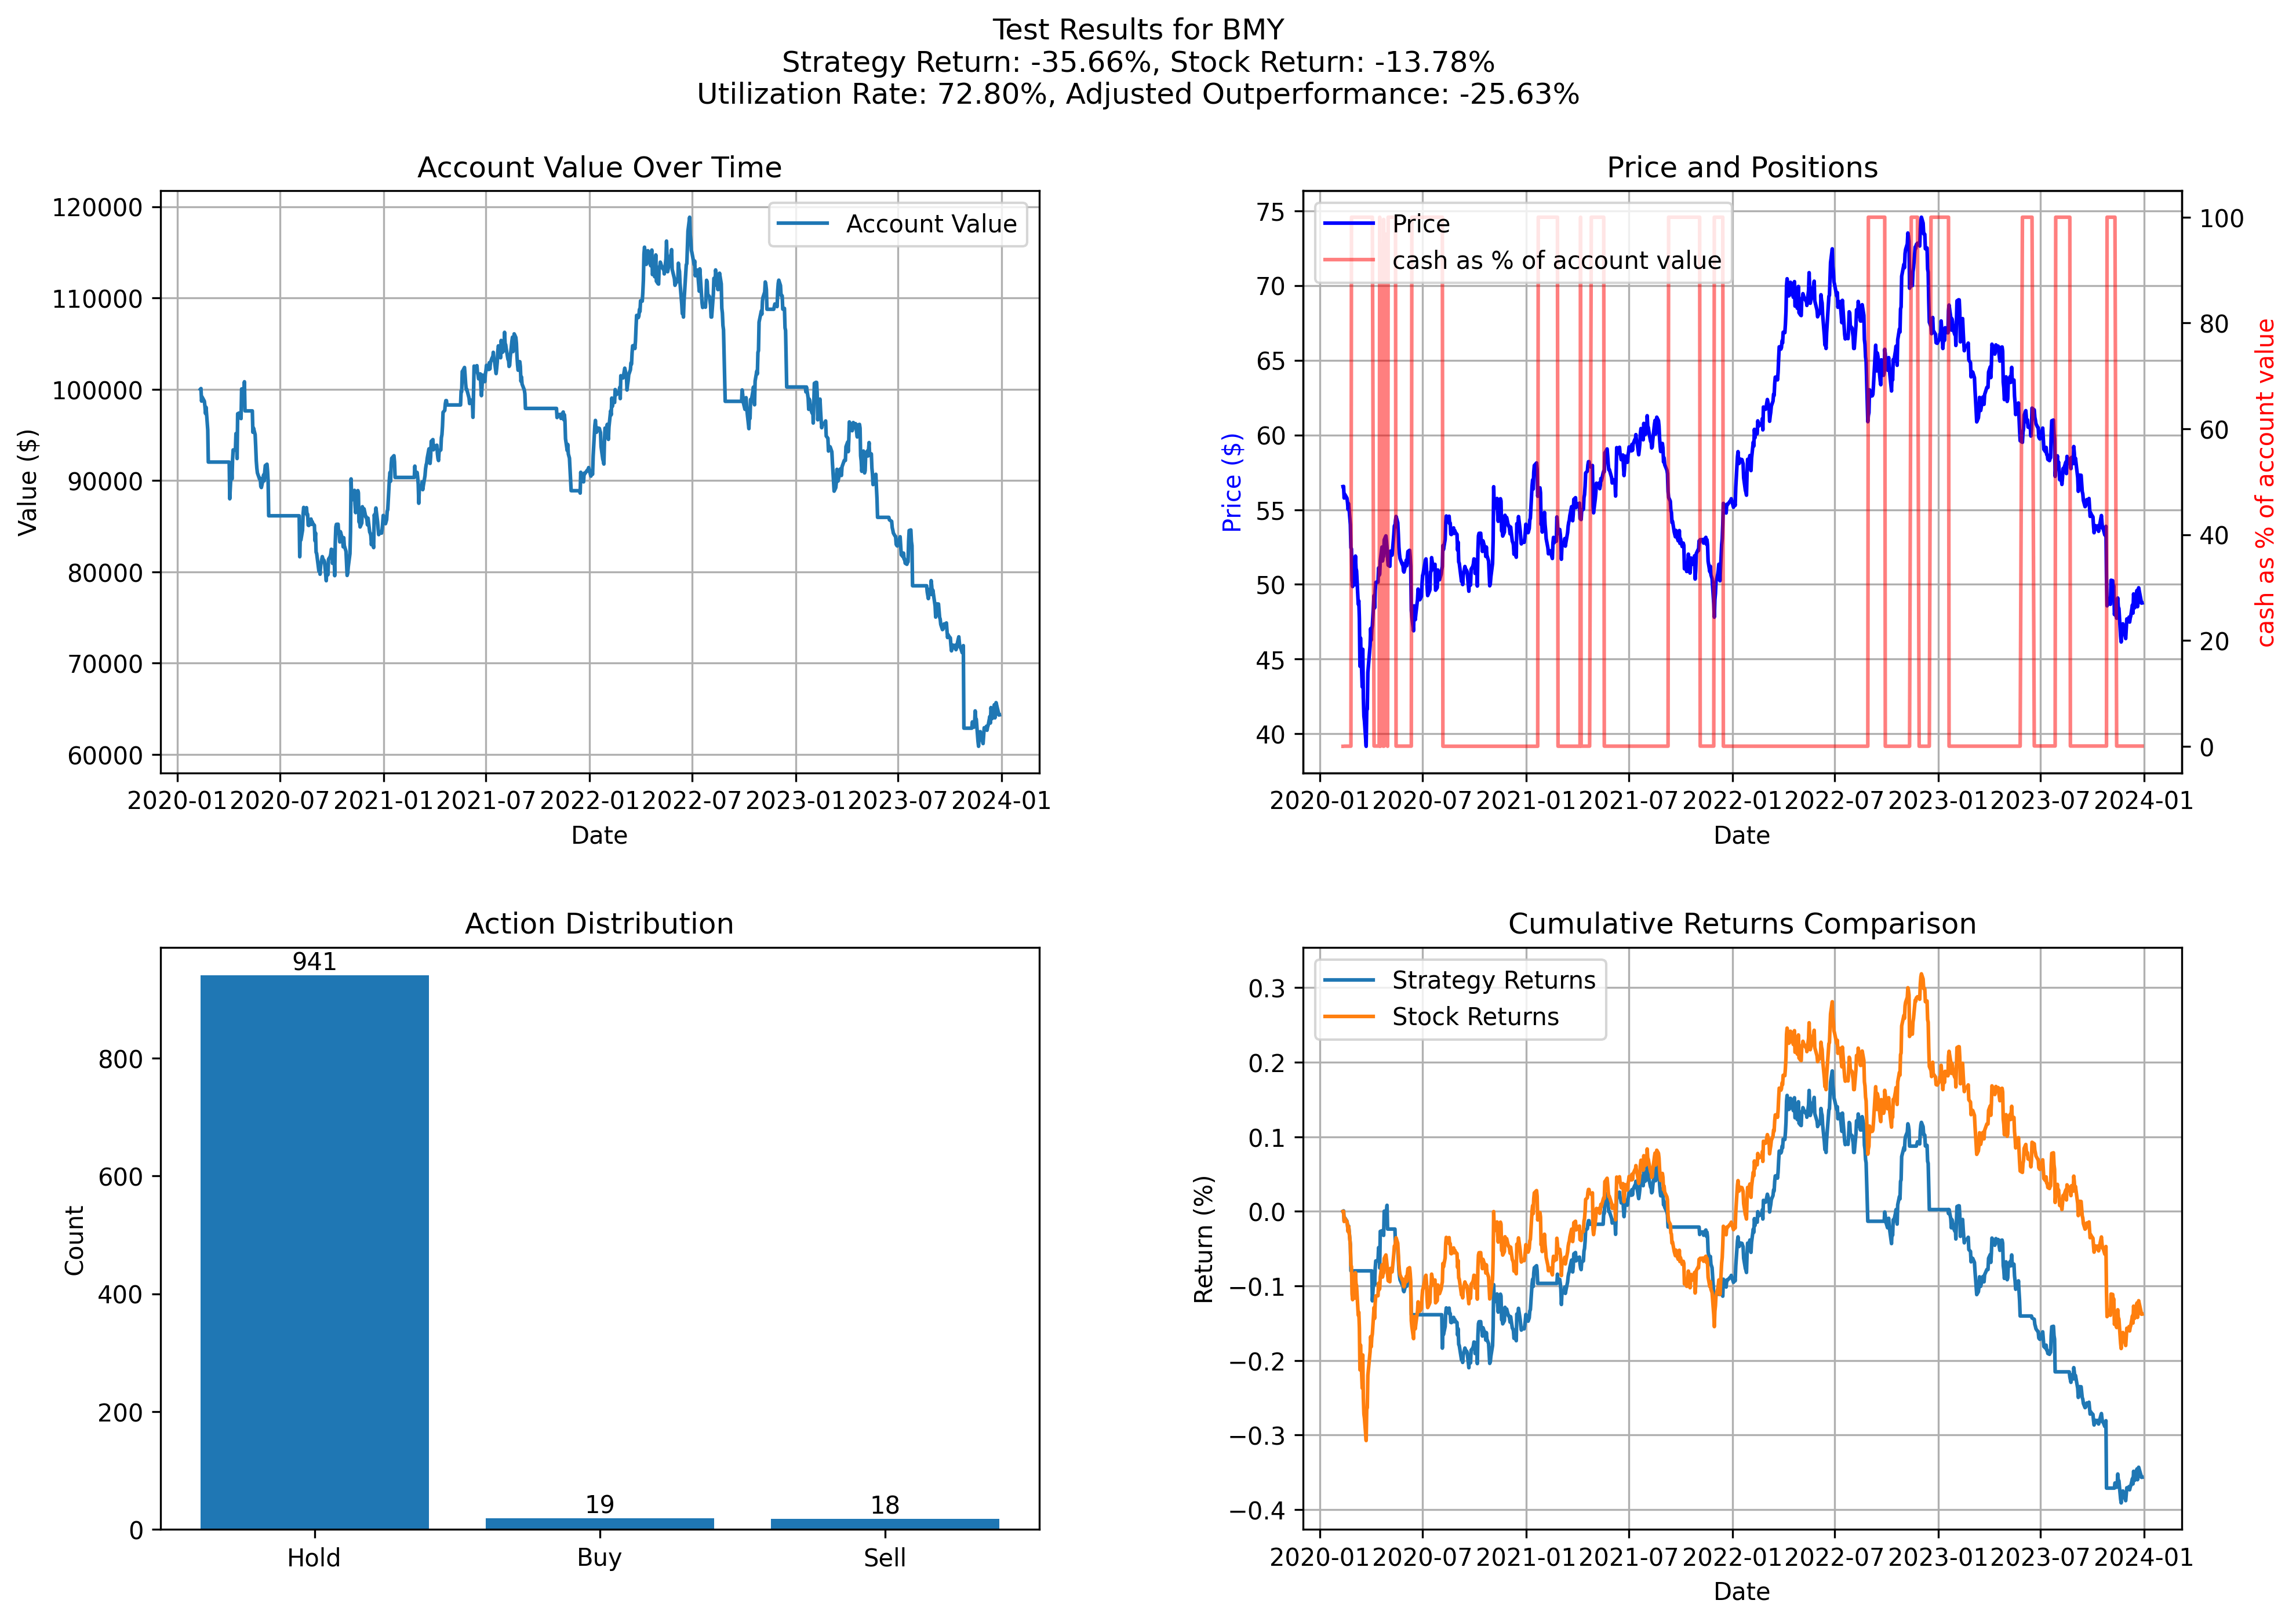 Test Results for BMY
Strategy Return: -35.66%, Stock Return: -13.78%
Utilization Rate: 72.80%, Adjusted Outperformance: -25.63%
Account Value Over Time
Value ($)
120000
110000
100000
90000
80000
70000
60000
Account Value
2020-01 2020-07 2021-01 2021-07 2022-01 2022-07 2023-01 2023-07 2024-01
Date
Price and Positions
Price ($)
75
70
65
60
55
50
45
40
Price
cash as % of account value
100
80
60
40
20
0
cash as % of account value
2020-01 2020-07 2021-01 2021-07 2022-01 2022-07 2023-01 2023-07 2024-01
Date
Action Distribution
Count
800
600
400
200
0
941
19
18
Hold Buy Sell
Cumulative Returns Comparison
Return (%)
0.3
0.2
0.1
0.0
−0.1
−0.2
−0.3
−0.4
Strategy Returns
Stock Returns
2020-01 2020-07 2021-01 2021-07 2022-01 2022-07 2023-01 2023-07 2024-01
Date